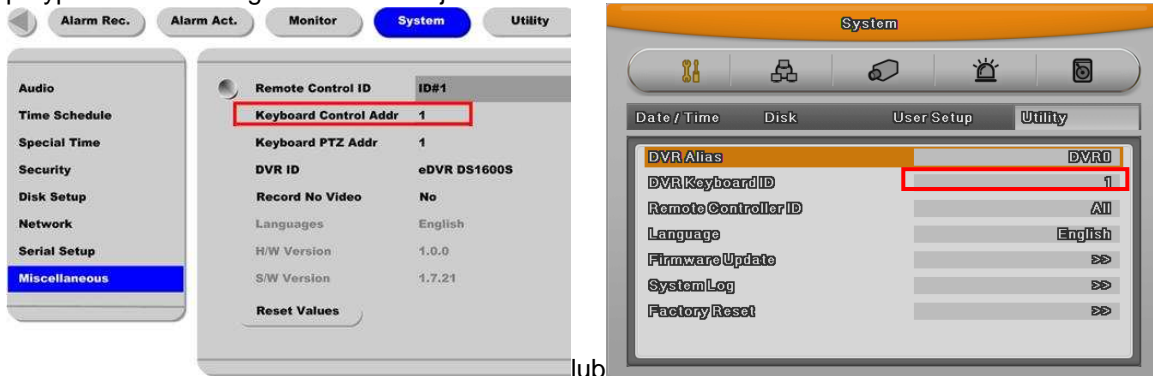 Alarm Rec. Alarm Act. Monitor System Utility
Audio
Time Schedule
Special Time
Security
Disk Setup
Network
Serial Setup
Miscellaneous
Remote Control ID ID#1
Keyboard Control Addr 1
Keyboard PTZ Addr 1
DVR ID eDVR DS1600S
Record No Video No
Languages English
H/W Version 1.0.0
S/W Version 1.7.21
Reset Values
lub
System
Date / Time Disk User Setup Utility
DVR Alias DVR0
DVR Keyboard ID 1
Remote Controller ID All
Language English
Firmware Update >>
System Log >>
Factory Reset >>